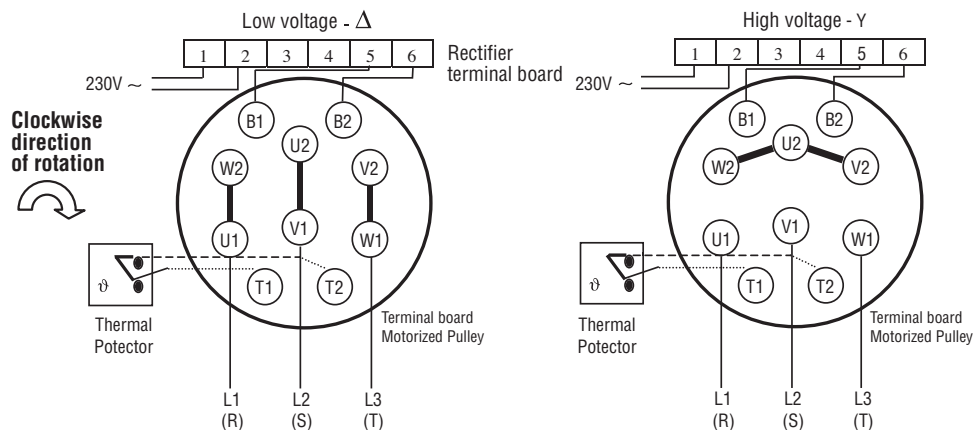 Low voltage - Δ
1 2 3 4 5 6
Rectifier
terminal board
230V ~
Clockwise
direction
of rotation
B1 B2
U2
W2 V2
V1
U1 W1
T1 T2
ϑ
Thermal
Potector
Terminal board
Motorized Pulley
L1 L2 L3
(R) (S) (T)
High voltage - Y
1 2 3 4 5 6
230V ~
B1 B2
U2
W2 V2
V1
U1 W1
T1 T2
ϑ
Thermal
Potector
Terminal board
Motorized Pulley
L1 L2 L3
(R) (S) (T)